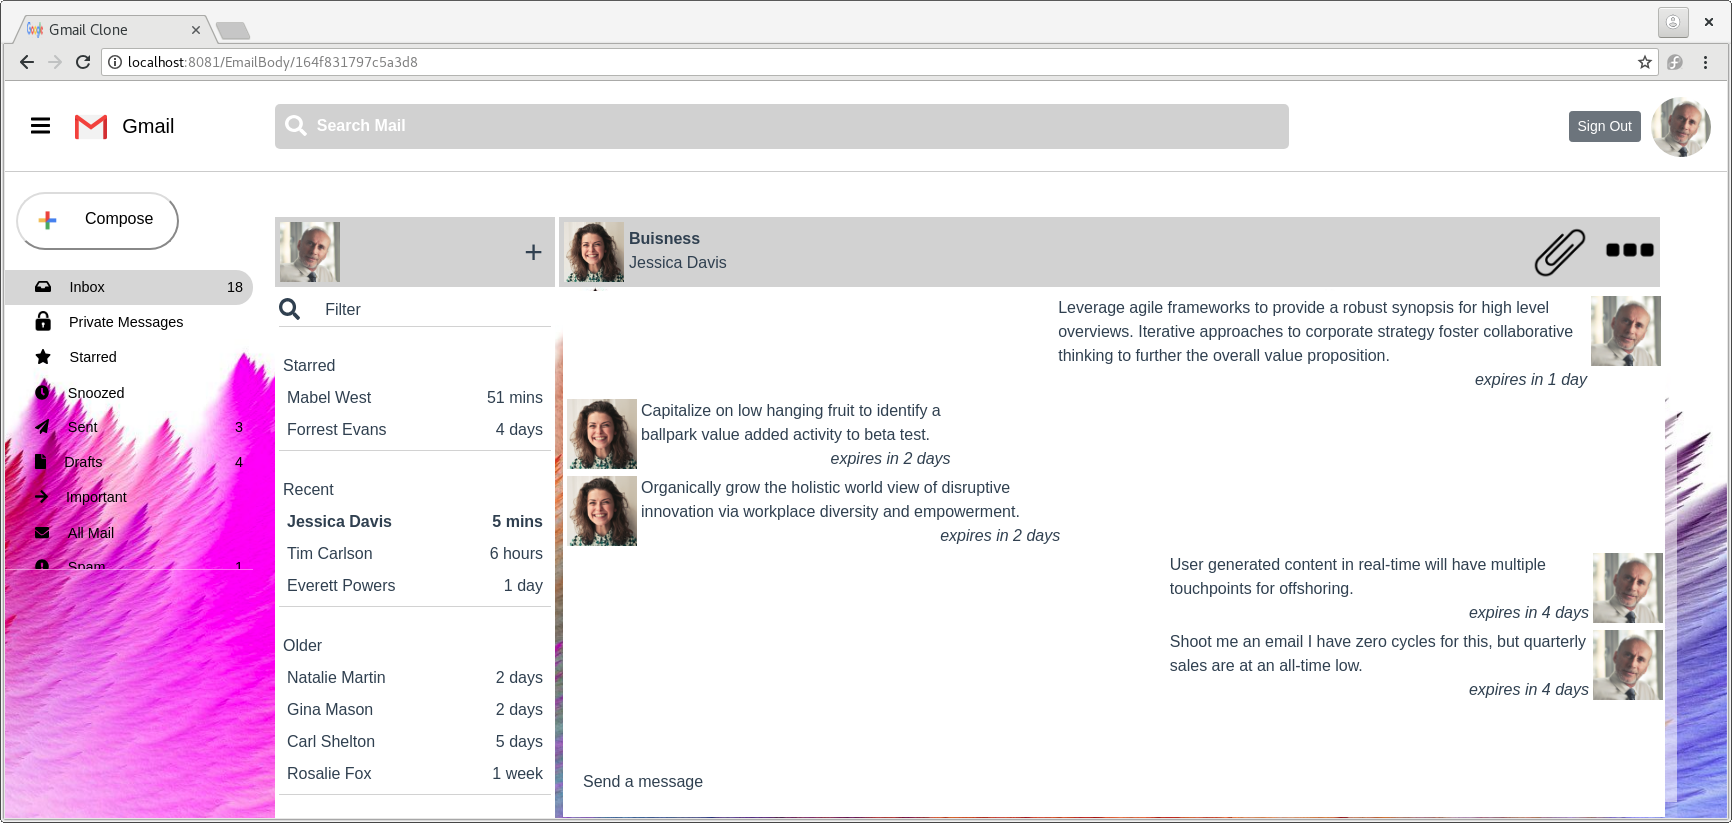 Google Gmail Clone
localhost:8081/EmailBody/164f831797c5a3d8
Gmail
Search Mail
Sign Out
Compose
Inbox 18
Private Messages
Starred
Snoozed
Sent 3
Drafts 4
Important
All Mail
Spam 1
Filter
Starred
Mabel West 51 mins
Forrest Evans 4 days
Recent
Jessica Davis 5 mins
Tim Carlson 6 hours
Everett Powers 1 day
Older
Natalie Martin 2 days
Gina Mason 2 days
Carl Shelton 5 days
Rosalie Fox 1 week
Buisness
Jessica Davis
Leverage agile frameworks to provide a robust synopsis for high level
overviews. Iterative approaches to corporate strategy foster collaborative
thinking to further the overall value proposition.
expires in 1 day
Capitalize on low hanging fruit to identify a
ballpark value added activity to beta test.
expires in 2 days
Organically grow the holistic world view of disruptive
innovation via workplace diversity and empowerment.
expires in 2 days
User generated content in real-time will have multiple
touchpoints for offshoring.
expires in 4 days
Shoot me an email I have zero cycles for this, but quarterly
sales are at an all-time low.
expires in 4 days
Send a message